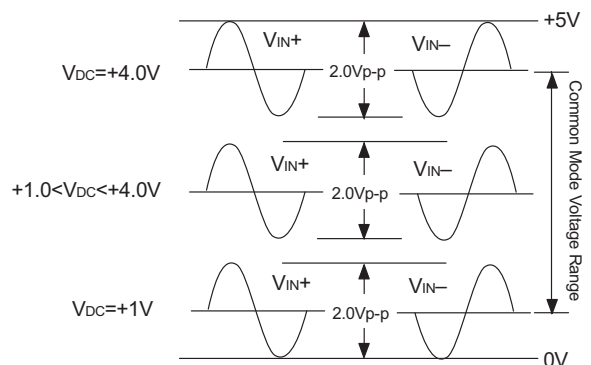 +5V
VIN+
VIN–
VDC=+4.0V
2.0Vp-p
Common Mode Voltage Range
VIN+
VIN–
+1.0<VDC<+4.0V
2.0Vp-p
VIN+
VIN–
VDC=+1V
2.0Vp-p
0V